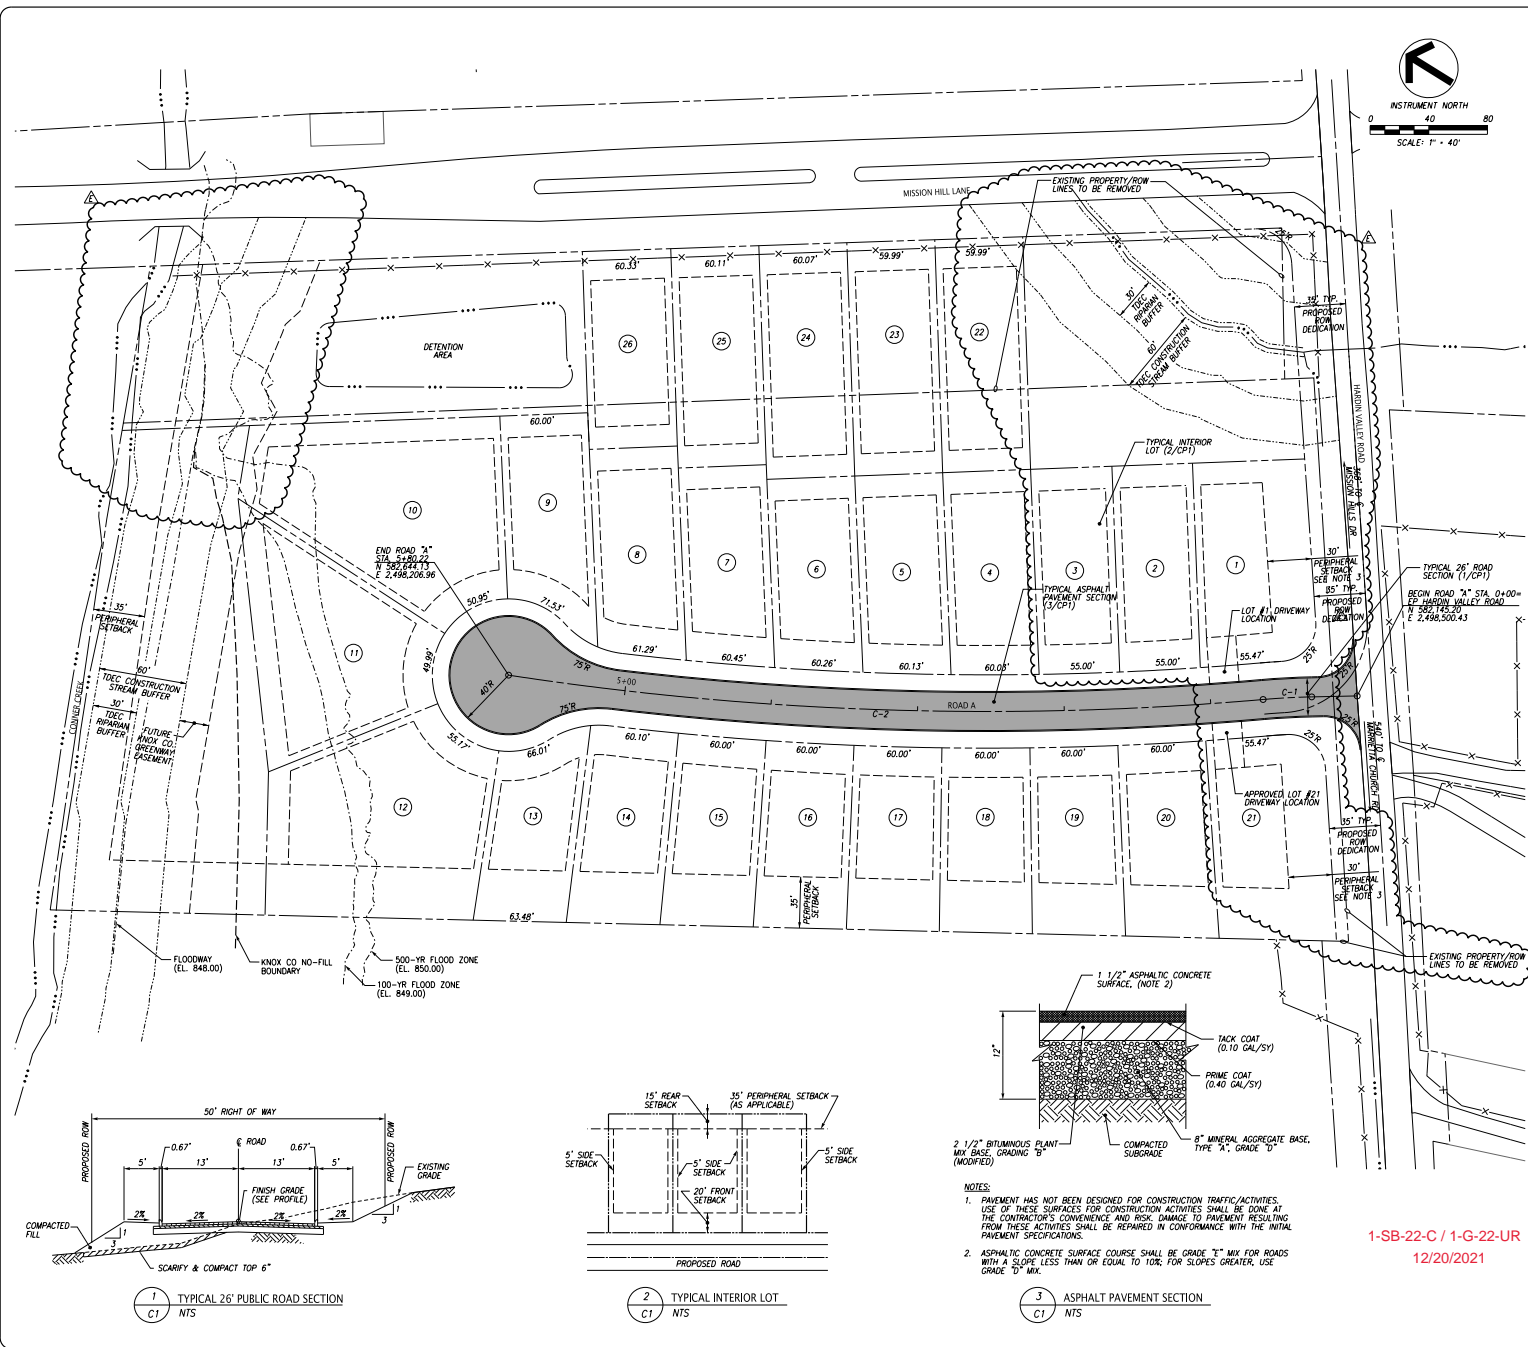 INSTRUMENT NORTH
0 40 80
SCALE: 1" = 40'
MISSION HILL LANE
EXISTING PROPERTY/ROW
LINES TO BE REMOVED
E
E
25'R
60.33'
60.11'
60.07'
59.99'
59.99'
30'
TDEC
RIPARIAN
BUFFER
60'
TDEC CONSTRUCTION
STREAM BUFFER
35' TYP.
PROPOSED
ROW
DEDICATION
DETENTION
AREA
26
25
24
23
22
HARDIN VALLEY ROAD
60.00'
TYPICAL INTERIOR
LOT (2/CP1)
368' TO ℄
MISSION HILLS DR
10
9
8
7
6
5
4
3
2
1
END ROAD "A"
STA. 5+80.22
N 582,644.13
E 2,498,206.96
30'
PERIPHERAL
SETBACK
SEE NOTE 3
35' TYP.
PROPOSED
ROW
DEDICATION
TYPICAL 26' ROAD
SECTION (1/CP1)
BEGIN ROAD "A" STA. 0+00=
EP HARDIN VALLEY ROAD
N 582,145.20
E 2,498,500.43
TYPICAL ASPHALT
PAVEMENT SECTION
(3/CP1)
LOT #1 DRIVEWAY
LOCATION
35'
PERIPHERAL
SETBACK
50.95'
71.53'
49.99'
11
61.29'
60.45'
60.26'
60.13'
60.03'
55.00'
55.00'
55.47'
25'R
25'R
75'R
40'R
5+00
C-2
ROAD A
C-1
75'R
25'R
60'
TDEC CONSTRUCTION
STREAM BUFFER
30'
TDEC
RIPARIAN
BUFFER
CONNER CREEK
FUTURE
KNOX CO.
GREENWAY
EASEMENT
55.17'
66.01'
60.10'
60.00'
60.00'
60.00'
60.00'
60.00'
60.00'
55.47'
25'R
540' TO ℄
MARRIETTA CHURCH RD
12
13
14
15
16
17
18
19
20
21
APPROVED LOT #21
DRIVEWAY LOCATION
35' TYP.
PROPOSED
ROW
DEDICATION
30'
PERIPHERAL
SETBACK
SEE NOTE 3
35'
PERIPHERAL
SETBACK
63.48'
FLOODWAY
(EL. 848.00)
KNOX CO NO-FILL
BOUNDARY
500-YR FLOOD ZONE
(EL. 850.00)
100-YR FLOOD ZONE
(EL. 849.00)
EXISTING PROPERTY/ROW
LINES TO BE REMOVED
1 1/2" ASPHALTIC CONCRETE
SURFACE, (NOTE 2)
12"
TACK COAT
(0.10 GAL/SY)
PRIME COAT
(0.40 GAL/SY)
2 1/2" BITUMINOUS PLANT
MIX BASE, GRADING "B"
(MODIFIED)
COMPACTED
SUBGRADE
8" MINERAL AGGREGATE BASE,
TYPE "A", GRADE "D"
50' RIGHT OF WAY
PROPOSED ROW
PROPOSED ROW
0.67'
℄ ROAD
0.67'
5'
13'
13'
5'
EXISTING
GRADE
FINISH GRADE
(SEE PROFILE)
2%
2%
2%
2%
1
3
1
3
COMPACTED
FILL
SCARIFY & COMPACT TOP 6"
1
C1
TYPICAL 26' PUBLIC ROAD SECTION
NTS
15' REAR
SETBACK
35' PERIPHERAL SETBACK
(AS APPLICABLE)
5' SIDE
SETBACK
5' SIDE
SETBACK
5' SIDE
SETBACK
20' FRONT
SETBACK
PROPOSED ROAD
2
C1
TYPICAL INTERIOR LOT
NTS
NOTES:
1. PAVEMENT HAS NOT BEEN DESIGNED FOR CONSTRUCTION TRAFFIC/ACTIVITIES.
USE OF THESE SURFACES FOR CONSTRUCTION ACTIVITIES SHALL BE DONE AT
THE CONTRACTOR'S CONVENIENCE AND RISK. DAMAGE TO PAVEMENT RESULTING
FROM THESE ACTIVITIES SHALL BE REPAIRED IN CONFORMANCE WITH THE INITIAL
PAVEMENT SPECIFICATIONS.
2. ASPHALTIC CONCRETE SURFACE COURSE SHALL BE GRADE "E" MIX FOR ROADS
WITH A SLOPE LESS THAN OR EQUAL TO 10%; FOR SLOPES GREATER, USE
GRADE "D" MIX.
3
C1
ASPHALT PAVEMENT SECTION
NTS
1-SB-22-C / 1-G-22-UR
12/20/2021